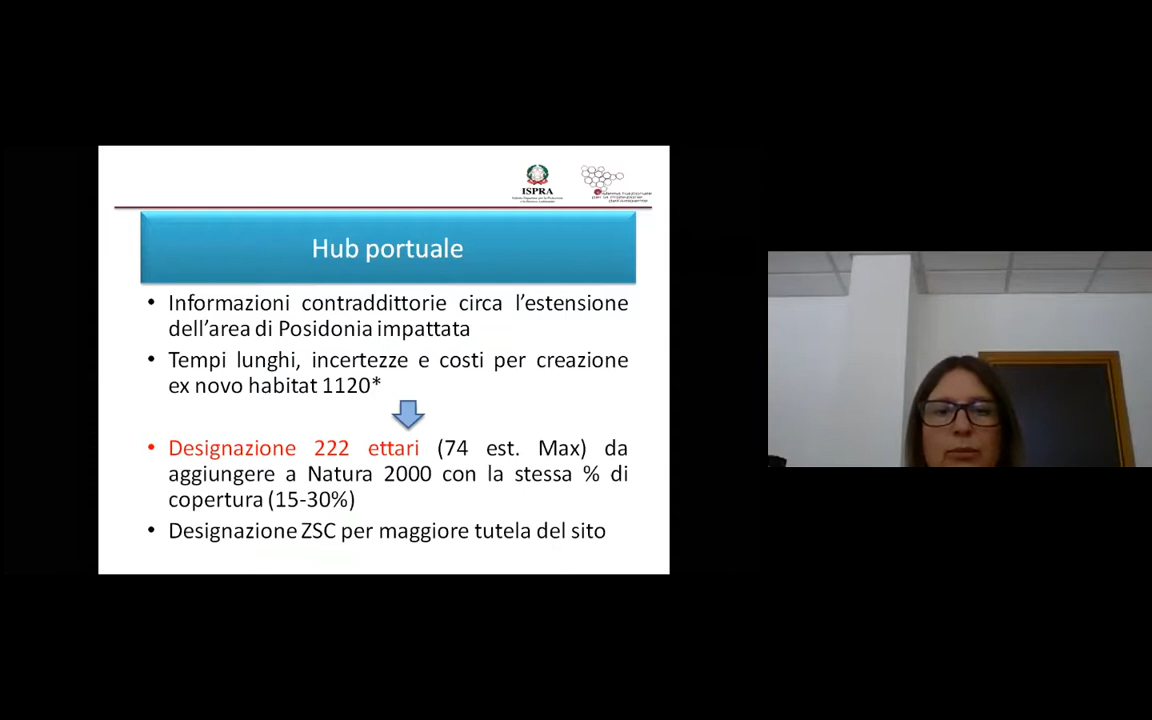 ISPRA
Hub portuale
• Informazioni contraddittorie circa l'estensione
dell'area di Posidonia impattata
• Tempi lunghi, incertezze e costi per creazione
ex novo habitat 1120*
• Designazione 222 ettari (74 est. Max) da
aggiungere a Natura 2000 con la stessa % di
copertura (15-30%)
• Designazione ZSC per maggiore tutela del sito